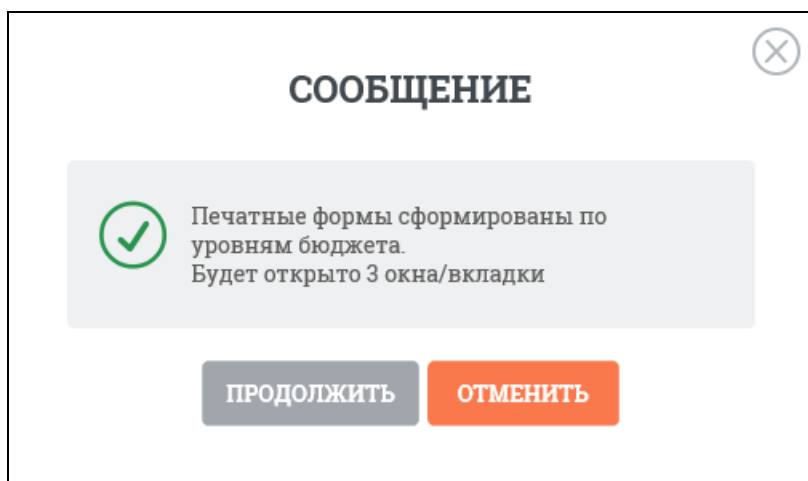 СООБЩЕНИЕ
Печатные формы сформированы по
уровням бюджета.
Будет открыто 3 окна/вкладки
ПРОДОЛЖИТЬ
ОТМЕНИТЬ